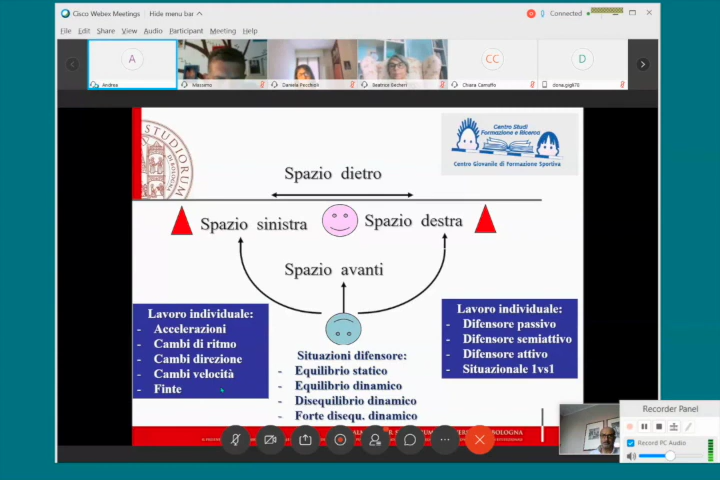 Cisco Webex Meetings
Hide menu bar
Connected
File Edit Share View Audio Participant Meeting Help
A
CC
D
Andrea
Massimo
Daniela Pecchioli
Beatrice Becheri
Chiara Camuffo
STUDIORUM
Centro Studi
Formazione e Ricerca
Centro Giovanile di Formazione Sportiva
Spazio dietro
Spazio sinistra
Spazio destra
Spazio avanti
Lavoro individuale:
- Accelerazioni
- Cambi di ritmo
- Cambi direzione
- Cambi velocità
- Finte
Situazioni difensore:
- Equilibrio statico
- Equilibrio dinamico
- Disequilibrio dinamico
- Forte disequ. dinamico
Lavoro individuale:
- Difensore passivo
- Difensore semiattivo
- Difensore attivo
- Situazionale 1vs1
BOLOGNA
Recorder Panel
Record PC Audio